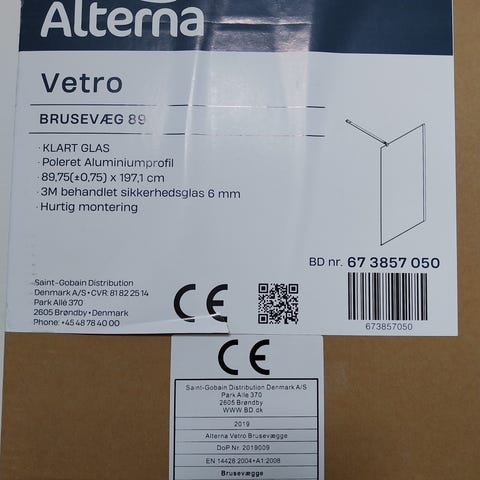 Alterna
Vetro
BRUSEVÆG 89
· KLART GLAS
· Poleret Aluminiumprofil
· 89,75(±0,75) x 197,1 cm
· 3M behandlet sikkerhedsglas 6 mm
· Hurtig montering
BD nr. 67 3857 050
673857050
Saint-Gobain Distribution
Denmark A/S • CVR: 81 82 25 14
Park Allé 370
2605 Brøndby • Denmark
Phone: +45 48 78 40 00
CE
CE
Saint-Gobain Distribution Denmark A/S
Park Alle 370
2605 Brøndby
WWW.BD.dk
2019
Alterna Vetro Brusevægge
DoP Nr. 2019009
EN 14428:2004+A1:2008
Brusevægge